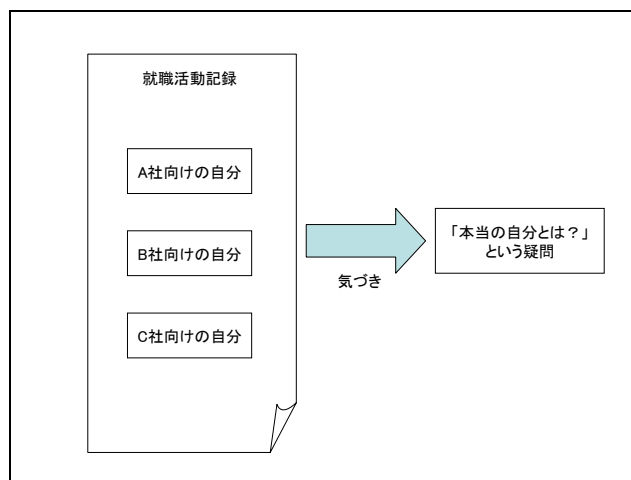 就職活動記録
A社向けの自分
B社向けの自分
C社向けの自分
気づき
「本当の自分とは？」
という疑問